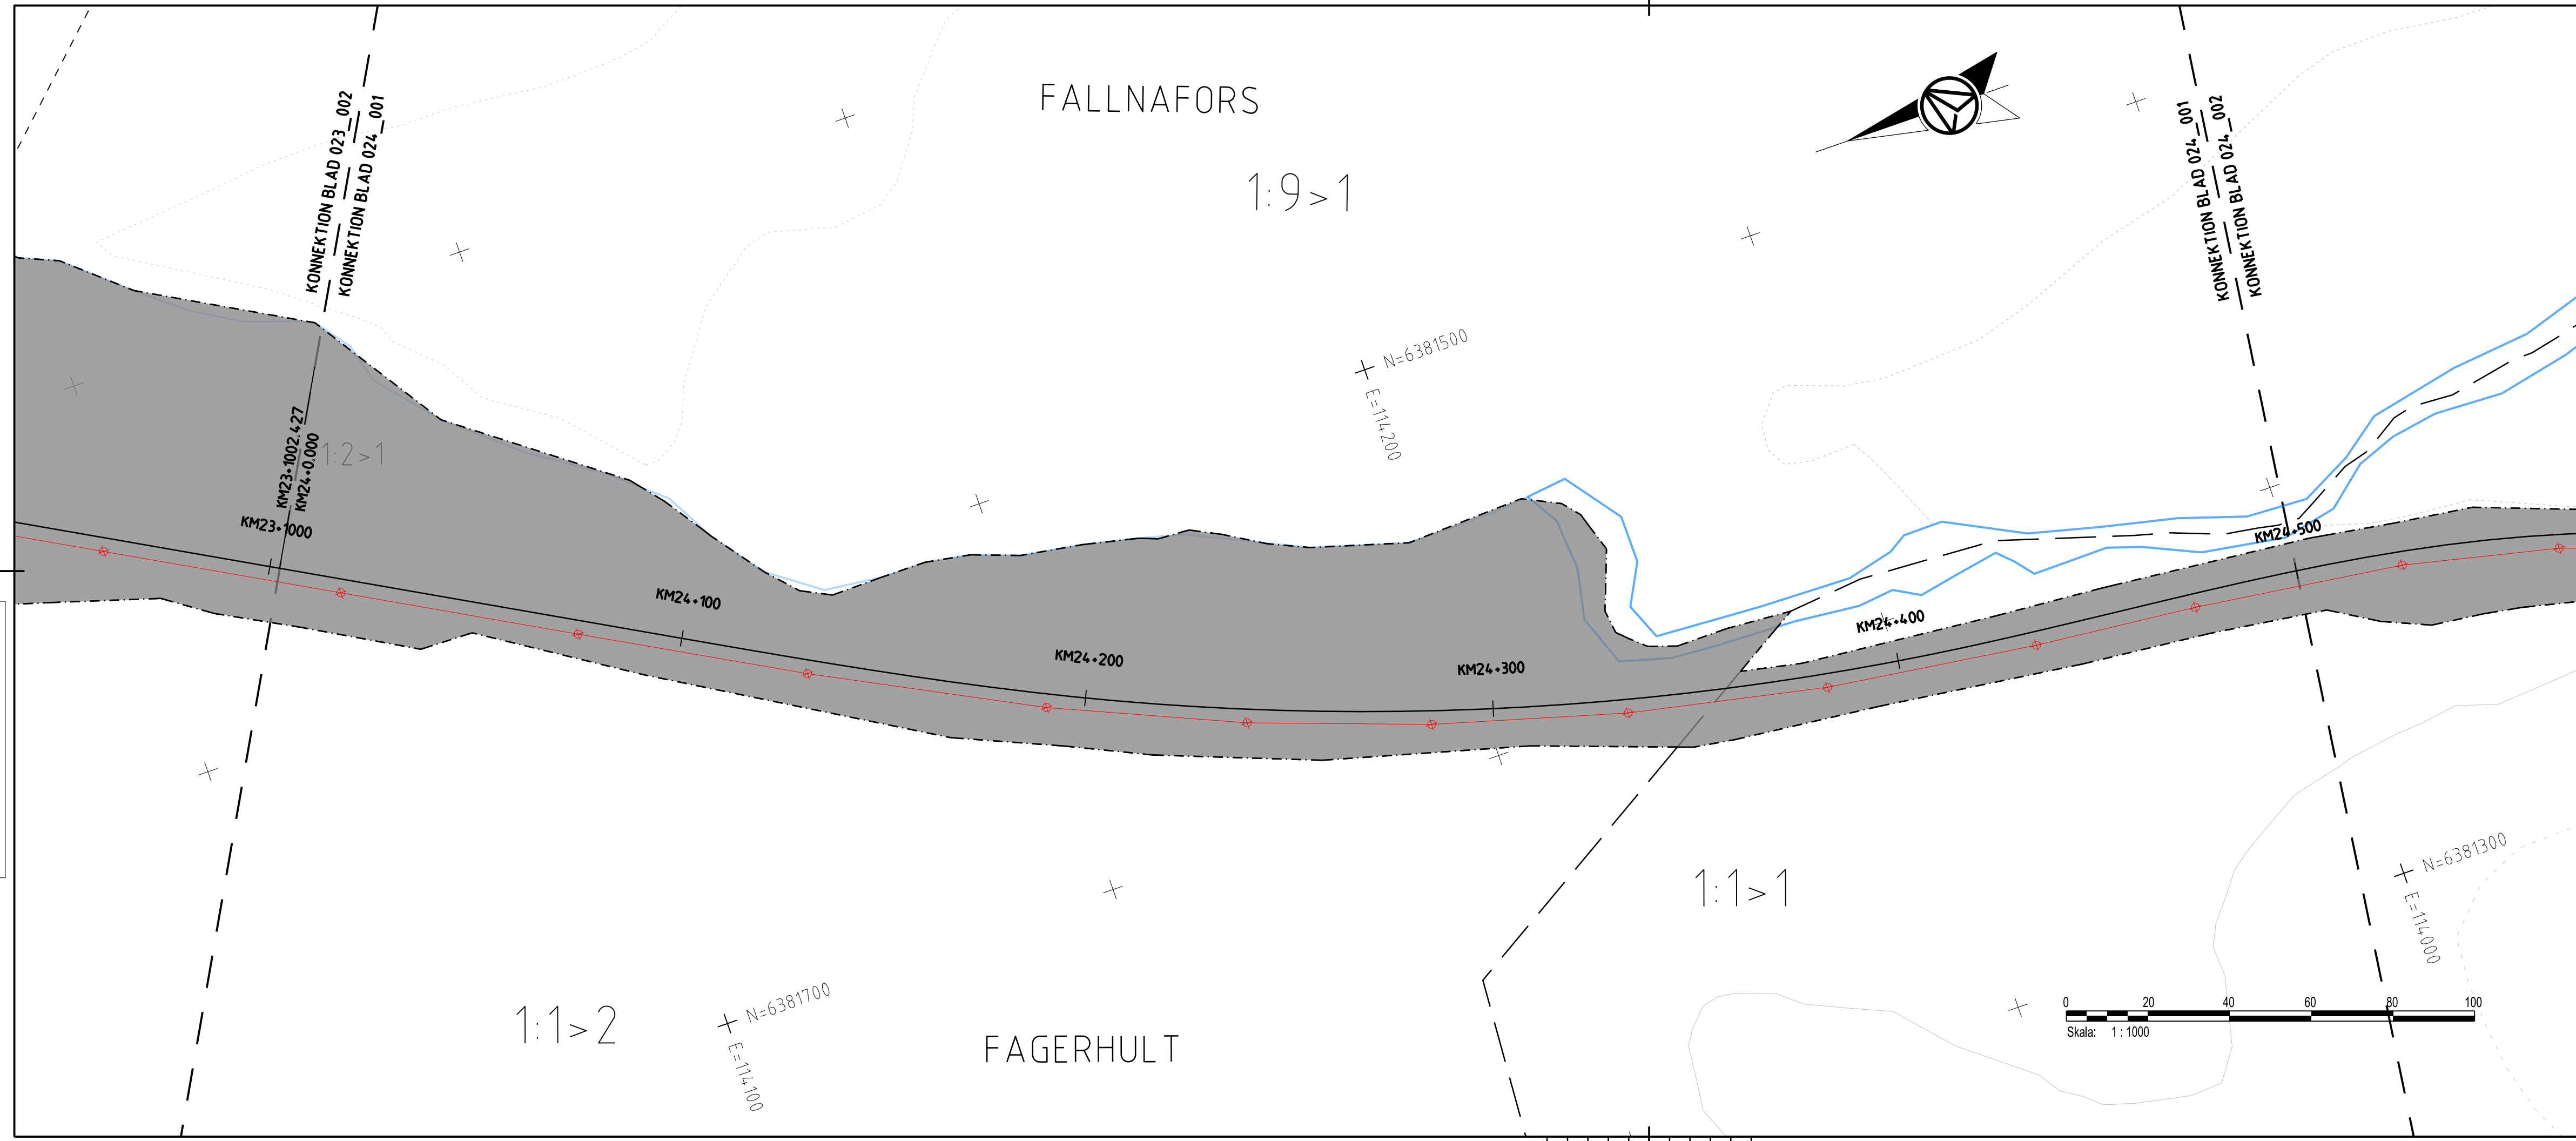 FALLNAFORS
1:9>1
KONNEKTION BLAD 023_002
KONNEKTION BLAD 024_001
KONNEKTION BLAD 024_001
KONNEKTION BLAD 024_002
N=6381500
E=114200
1:2>1
KM23+1002.427
KM24+0.000
KM23+1000
KM24+100
KM24+200
KM24+300
KM24+400
KM24+500
1:1>1
N=6381300
E=114000
1:1>2
N=6381700
E=114100
FAGERHULT
0 20 40 60 80 100
Skala: 1 : 1000